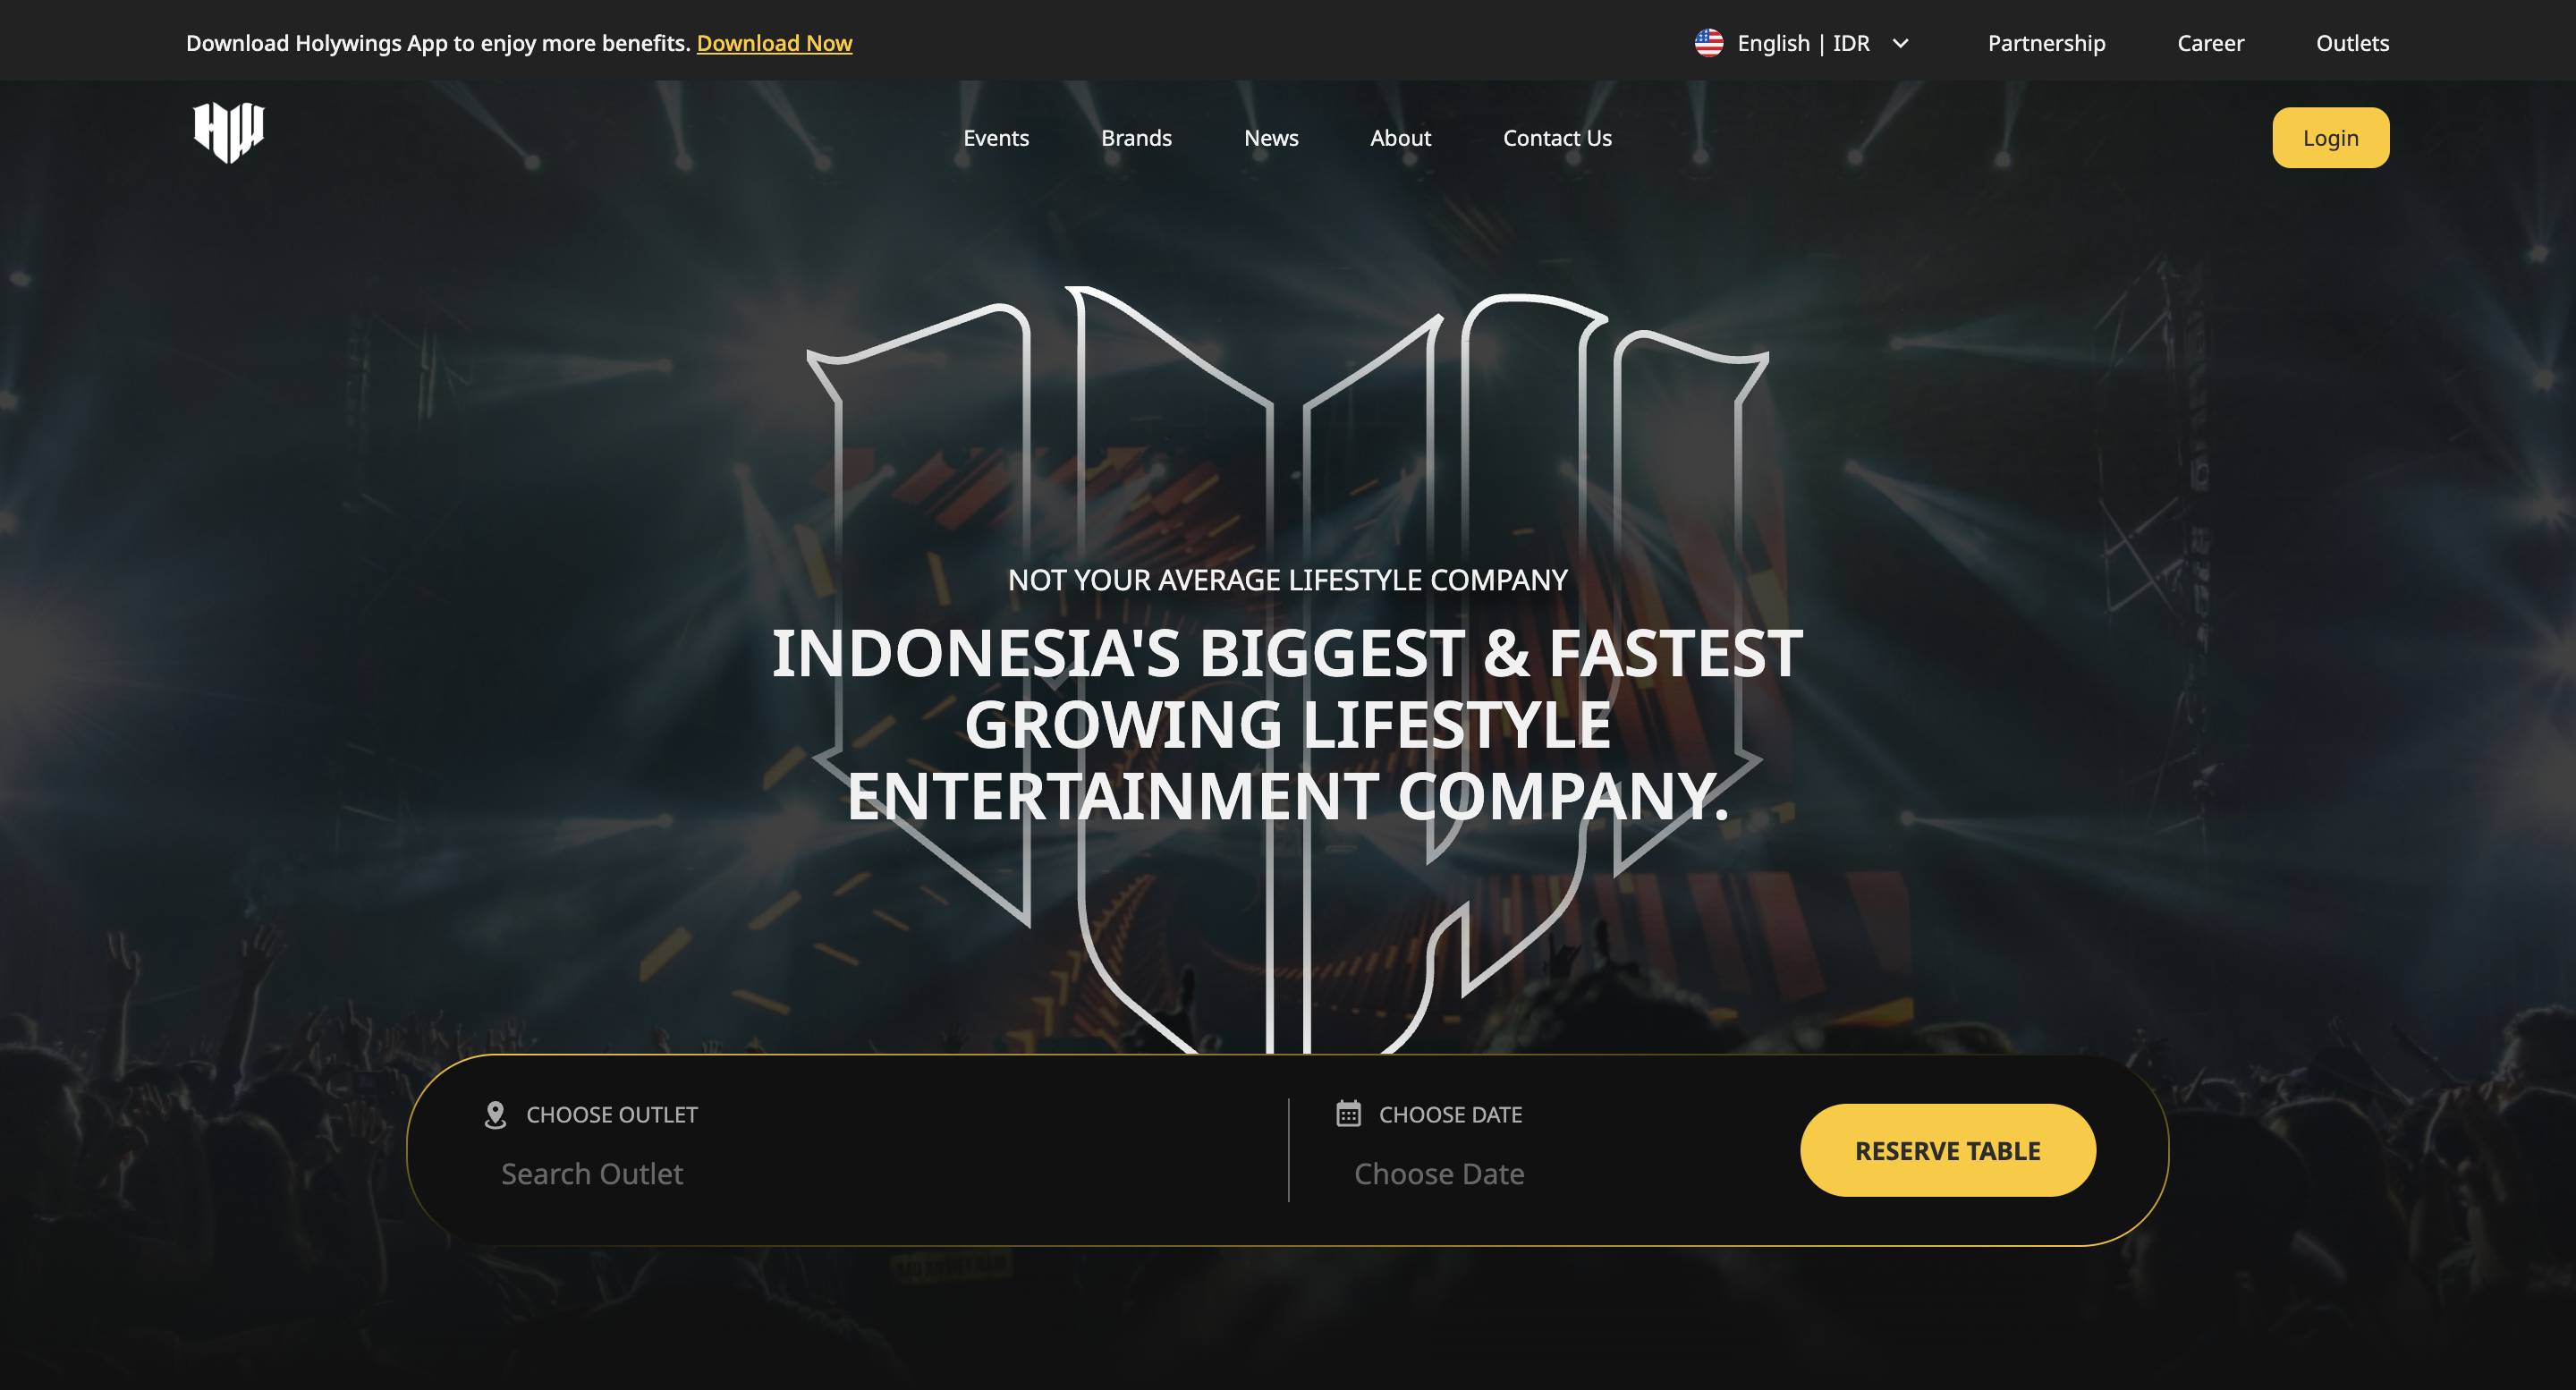 Download Holywings App to enjoy more benefits. Download Now
English | IDR
Partnership
Career
Outlets
HW
Events
Brands
News
About
Contact Us
Login
NOT YOUR AVERAGE LIFESTYLE COMPANY
INDONESIA'S BIGGEST & FASTEST
GROWING LIFESTYLE
ENTERTAINMENT COMPANY.
CHOOSE OUTLET
Search Outlet
CHOOSE DATE
Choose Date
RESERVE TABLE